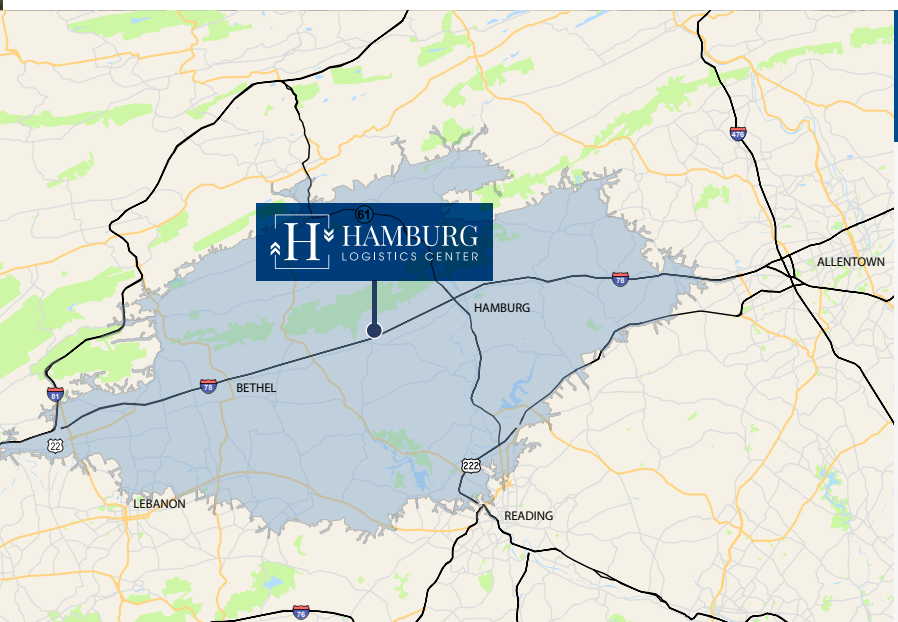 476
61
H HAMBURG
LOGISTICS CENTER
ALLENTOWN
78
HAMBURG
78
BETHEL
81
22
222
LEBANON
READING
76